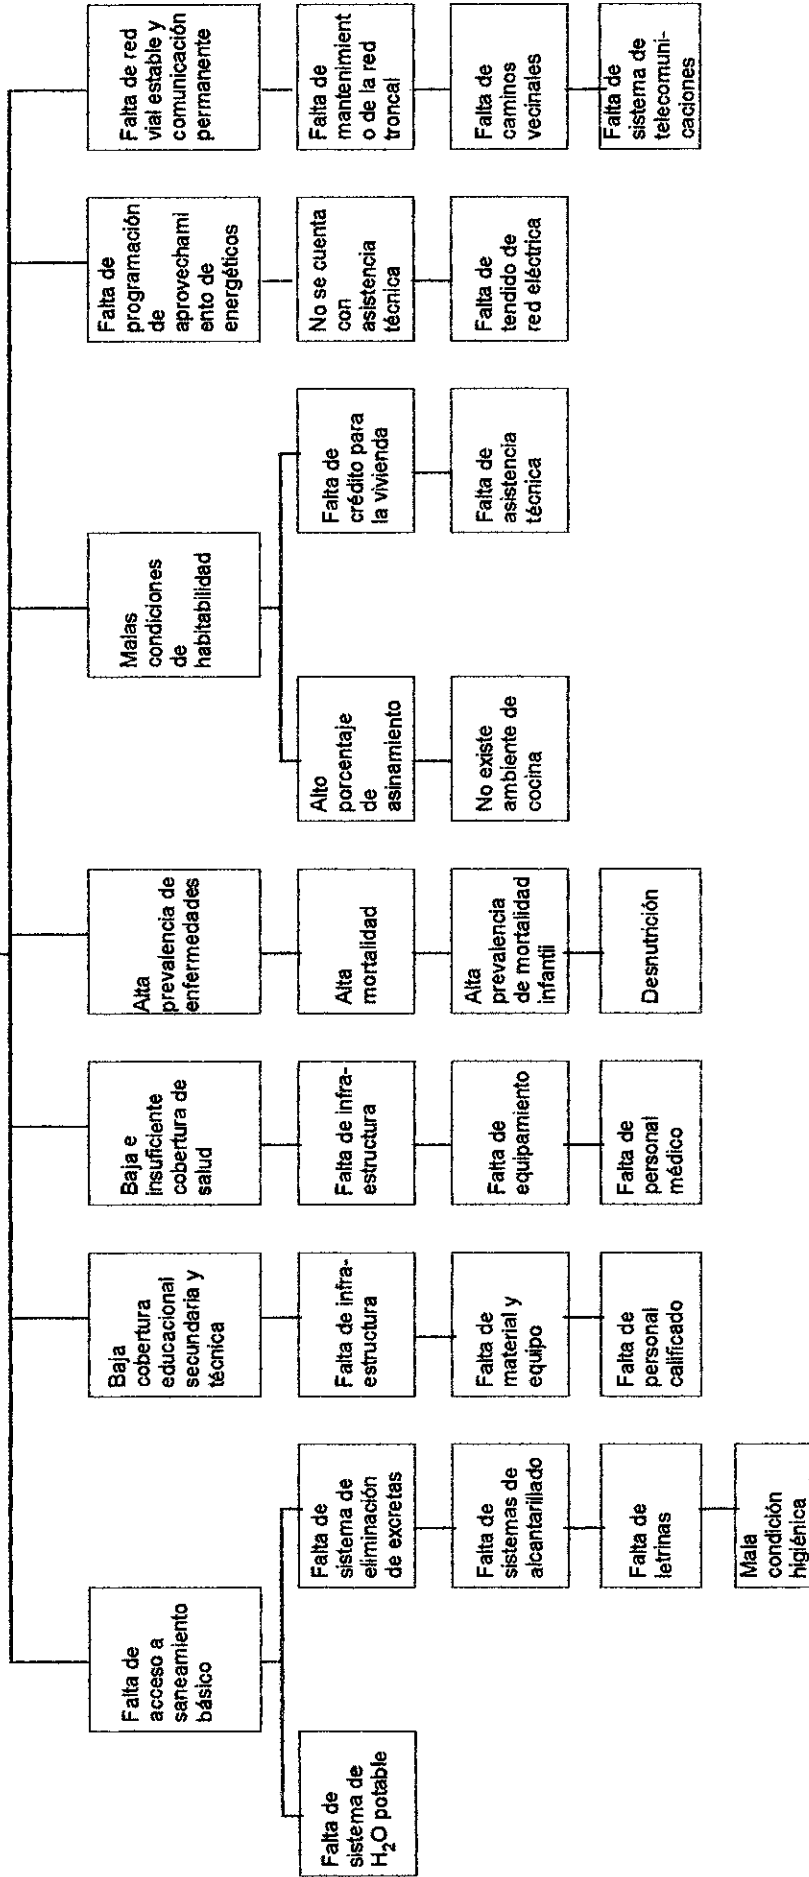 Falta de
acceso a
saneamiento
básico
Falta de
sistema de
H₂O potable
Falta de
sistema de
eliminación
de excretas
Falta de
sistemas de
alcantarillado
Falta de
letrinas
Mala
condición
higiénica
Baja
cobertura
educacional
secundaria y
técnica
Falta de infra-
estructura
Falta de
material y
equipo
Falta de
personal
calificado
Baja e
insuficiente
cobertura de
salud
Falta de infra-
estructura
Falta de
equipamiento
Falta de
personal
médico
Alta
prevalencia de
enfermedades
Alta
mortalidad
Alta
prevalencia
de mortalidad
infantil
Desnutrición
Malas
condiciones
de
habitabilidad
Alto
porcentaje
de
asinamiento
No existe
ambiente de
cocina
Falta de
crédito para
la vivienda
Falta de
asistencia
técnica
Falta de
programación
de
aprovechami
ento de
energéticos
No se cuenta
con
asistencia
técnica
Falta de
tendido de
red eléctrica
Falta de red
vial estable y
comunicación
permanente
Falta de
mantenimient
o de la red
troncal
Falta de
caminos
vecinales
Falta de
sistema de
telecomuni-
caciones